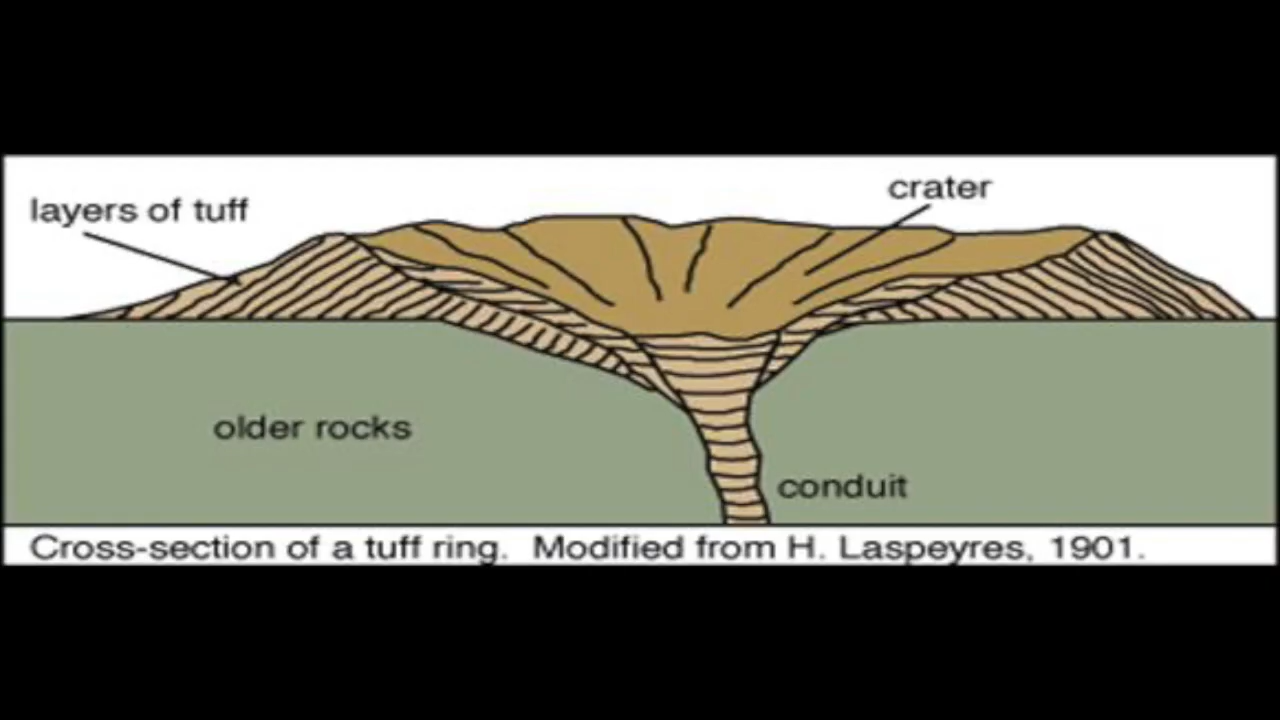 crater
layers of tuff
older rocks
conduit
Cross-section of a tuff ring. Modified from H. Laspeyres, 1901.